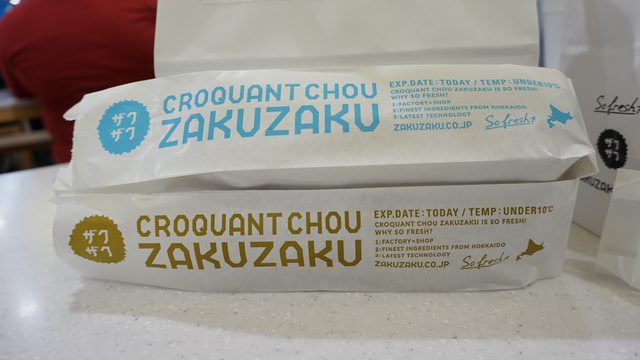 ザク
ザク
CROQUANT CHOU
ZAKUZAKU
EXP.DATE:TODAY / TEMP:UNDER10℃
CROQUANT CHOU ZAKUZAKU IS SO FRESH!
WHY SO FRESH?
1:FACTORY=SHOP
2:FINEST INGREDIENTS FROM HOKKAIDO
3:LATEST TECHNOLOGY
ZAKUZAKU.CO.JP So fresh!
ザク
ザク
CROQUANT CHOU
ZAKUZAKU
EXP.DATE:TODAY / TEMP:UNDER10℃
CROQUANT CHOU ZAKUZAKU IS SO FRESH!
WHY SO FRESH?
1:FACTORY=SHOP
2:FINEST INGREDIENTS FROM HOKKAIDO
3:LATEST TECHNOLOGY
ZAKUZAKU.CO.JP So fresh!
So fresh!
ザク
ザク